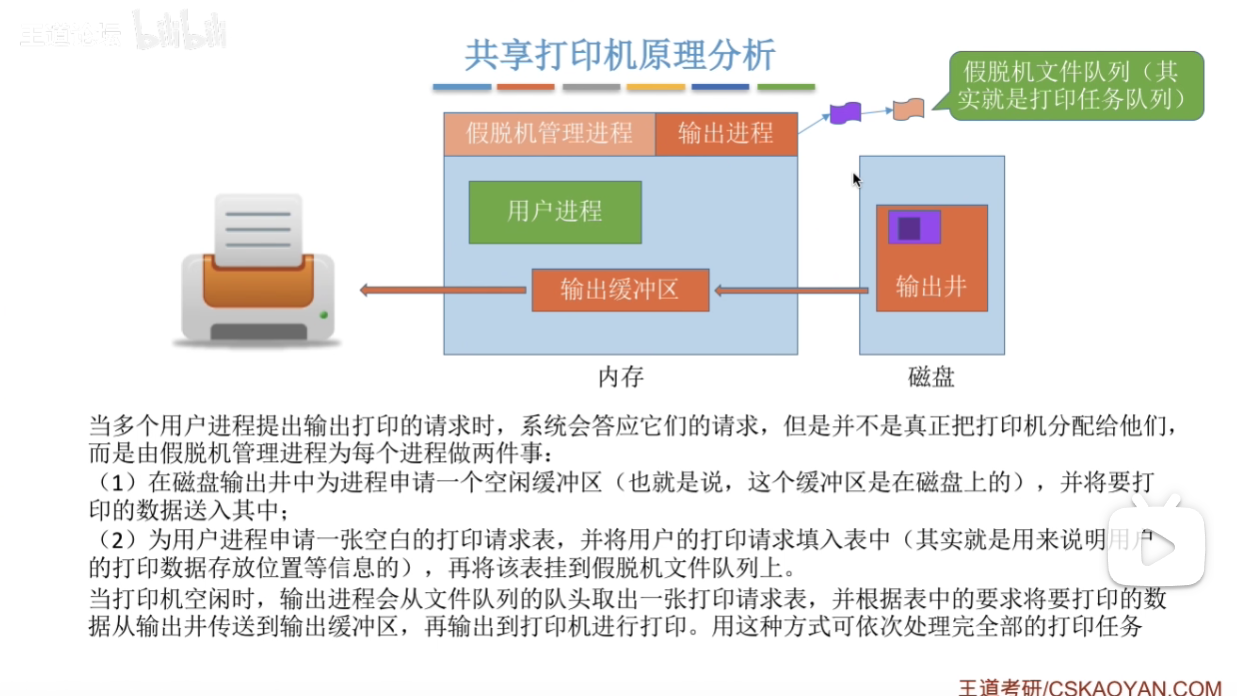 王道论坛 bilibili
共享打印机原理分析
假脱机文件队列（其
实就是打印任务队列）
假脱机管理进程 输出进程
用户进程
输出井
输出缓冲区
内存 磁盘
当多个用户进程提出输出打印的请求时，系统会答应它们的请求，但是并不是真正把打印机分配给他们，
而是由假脱机管理进程为每个进程做两件事：
（1）在磁盘输出井中为进程申请一个空闲缓冲区（也就是说，这个缓冲区是在磁盘上的），并将要打
印的数据送入其中；
（2）为用户进程申请一张空白的打印请求表，并将用户的打印请求填入表中（其实就是用来说明用户
的打印数据存放位置等信息的），再将该表挂到假脱机文件队列上。
当打印机空闲时，输出进程会从文件队列的队头取出一张打印请求表，并根据表中的要求将要打印的数
据从输出井传送到输出缓冲区，再输出到打印机进行打印。用这种方式可依次处理完全部的打印任务
王道考研/CSKAOYAN.COM